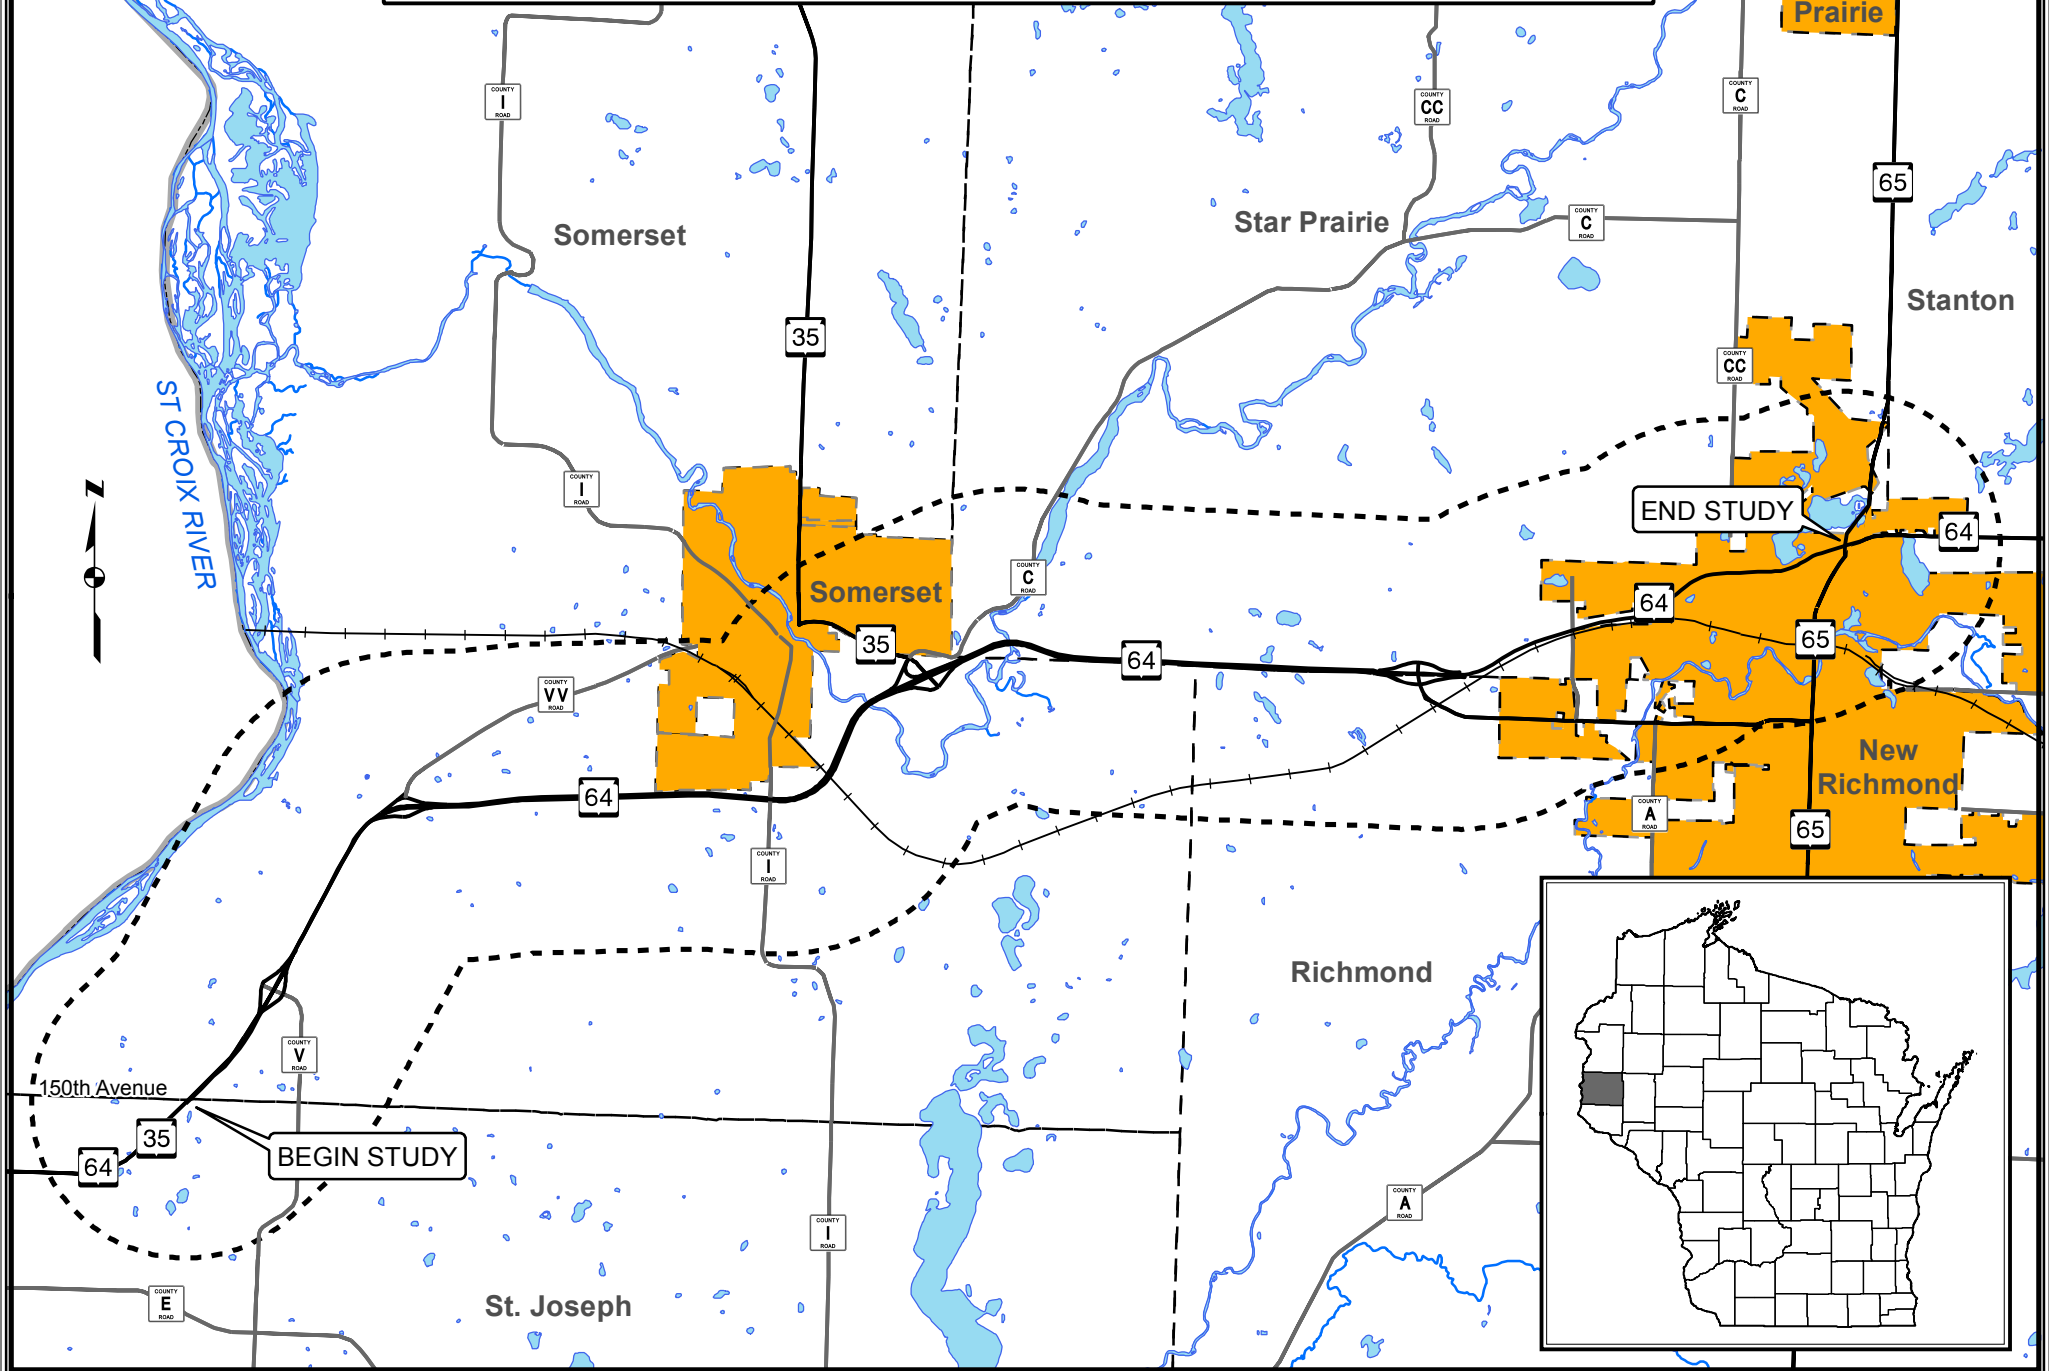 Prairie
COUNTY
I
ROAD
COUNTY
CC
ROAD
COUNTY
C
ROAD
65
Somerset
Star Prairie
COUNTY
C
ROAD
Stanton
35
COUNTY
CC
ROAD
ST CROIX RIVER
N
COUNTY
I
ROAD
END STUDY
64
COUNTY
C
ROAD
Somerset
64
35
64
65
COUNTY
VV
ROAD
New
Richmond
64
COUNTY
A
ROAD
65
COUNTY
I
ROAD
Richmond
COUNTY
V
ROAD
150th Avenue
35
BEGIN STUDY
64
COUNTY
A
ROAD
COUNTY
I
ROAD
COUNTY
E
ROAD
St. Joseph